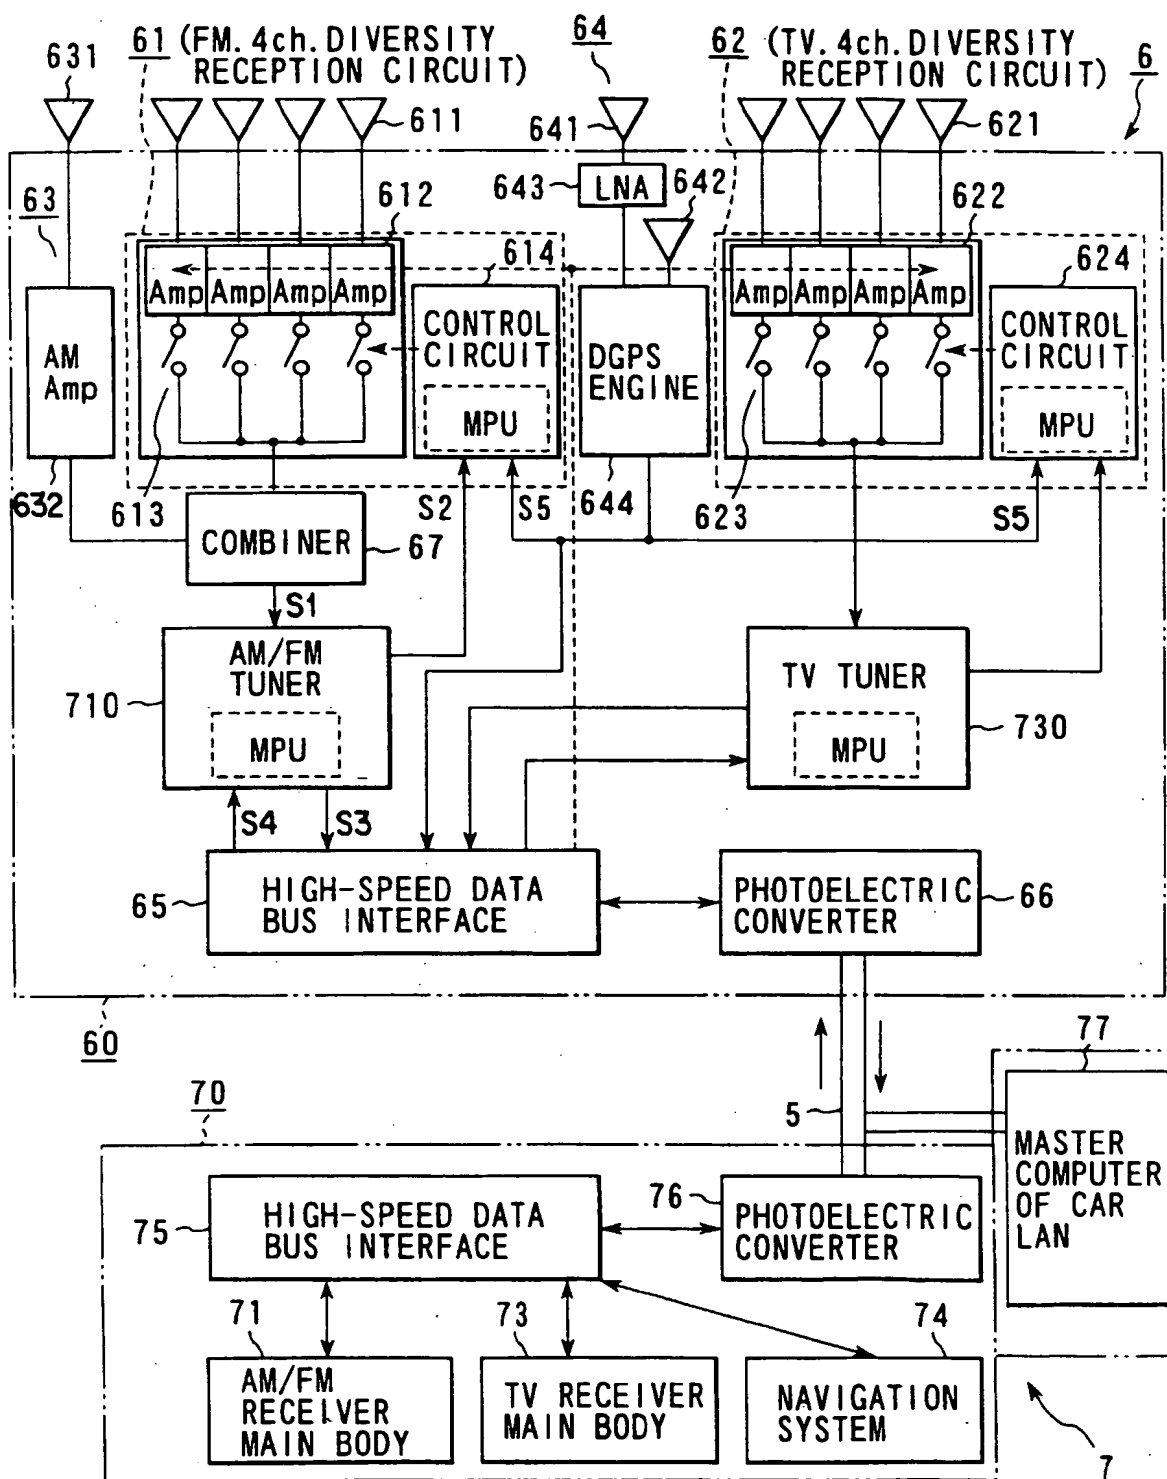 61 (FM. 4ch. DIVERSITY
RECEPTION CIRCUIT)
64
62 (TV. 4ch. DIVERSITY
RECEPTION CIRCUIT)
6
631
611
641
621
643
LNA
642
63
612
622
614
624
Amp
Amp
Amp
Amp
Amp
Amp
Amp
Amp
AM
Amp
CONTROL
CIRCUIT
MPU
DGPS
ENGINE
CONTROL
CIRCUIT
MPU
632
613
S2
S5
644
623
S5
COMBINER
67
S1
AM/FM
TUNER
MPU
710
TV TUNER
MPU
730
S4
S3
65
HIGH-SPEED DATA
BUS INTERFACE
PHOTOELECTRIC
CONVERTER
66
60
77
70
5
MASTER
COMPUTER
OF CAR
LAN
75
HIGH-SPEED DATA
BUS INTERFACE
76
PHOTOELECTRIC
CONVERTER
71
73
74
AM/FM
RECEIVER
MAIN BODY
TV RECEIVER
MAIN BODY
NAVIGATION
SYSTEM
7